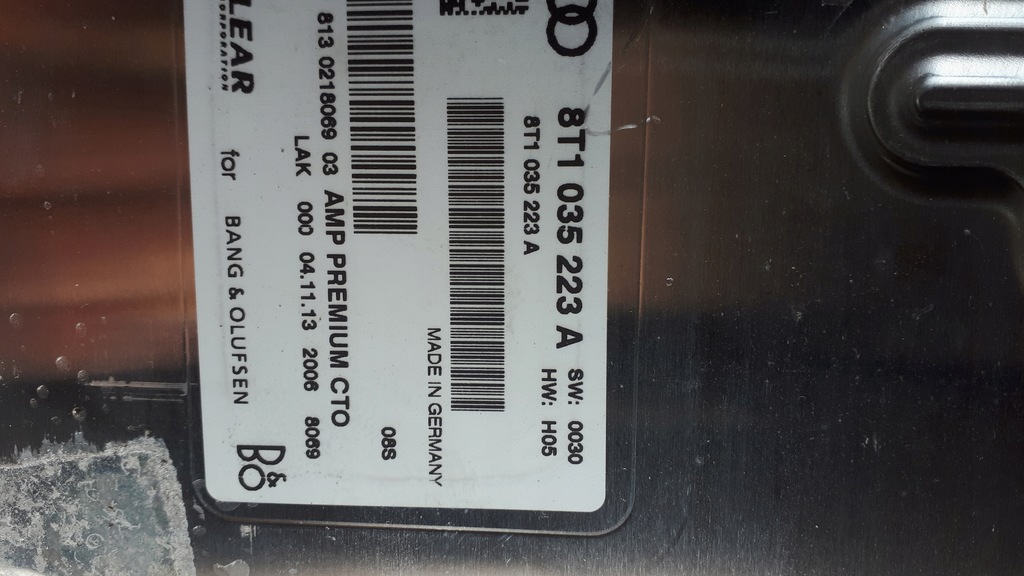 8T1 035 223 A
SW: 0030
HW: H05
8T1 035 223 A
MADE IN GERMANY
08S
813 0218069 03 AMP PREMIUM CTO
LAK 000 04.11.13 2006 8069
LEAR
CORPORATION
for BANG & OLUFSEN
B&O